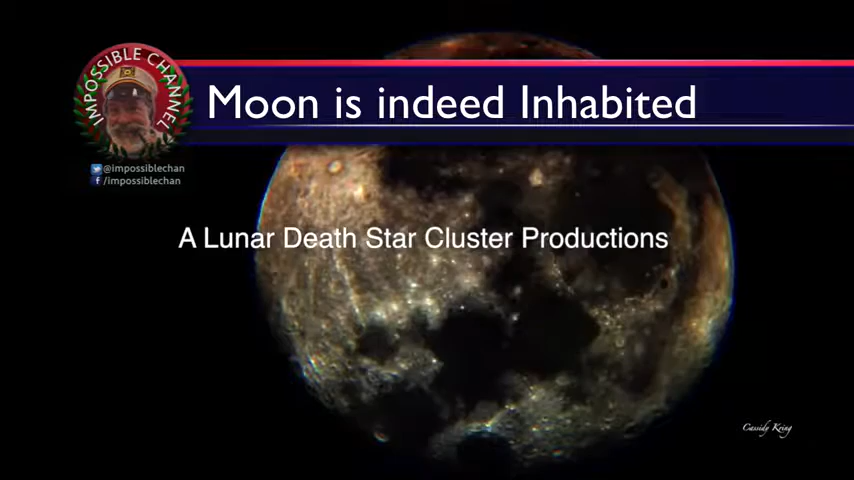 IMPOSSIBLE CHANNEL
Moon is indeed Inhabited
@impossiblechan
/impossiblechan
A Lunar Death Star Cluster Productions
Cassidy Kring